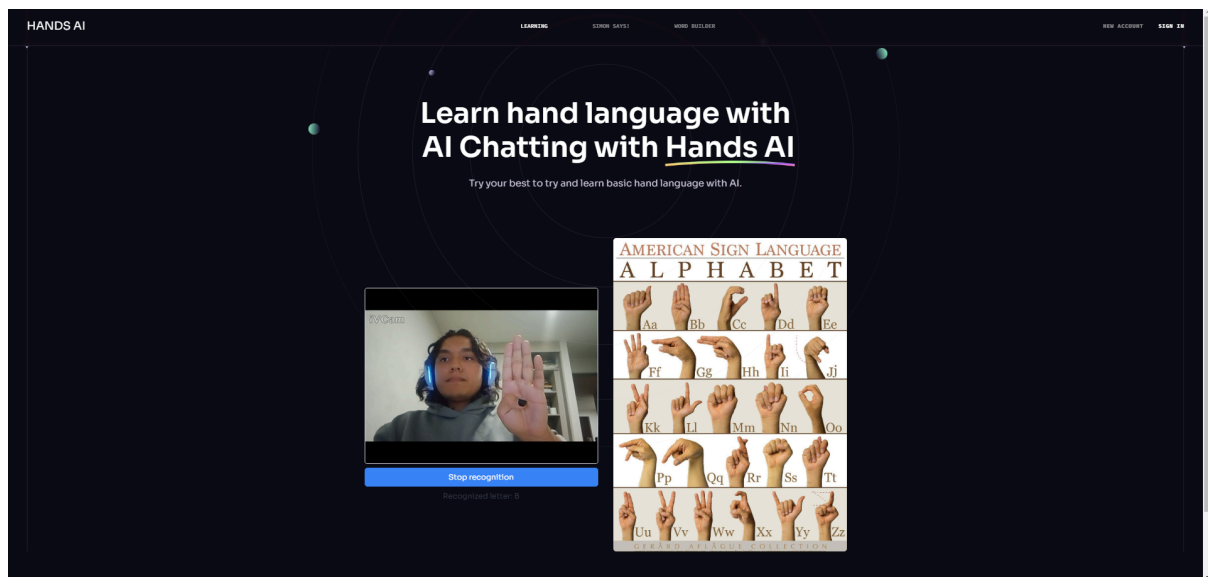 HANDS AI
LEARNING
SIMON SAYS!
WORD BUILDER
NEW ACCOUNT
SIGN IN
Learn hand language with
AI Chatting with Hands AI
Try your best to try and learn basic hand language with AI.
iVCam
Stop recognition
Recognized letter: B
AMERICAN SIGN LANGUAGE
A L P H A B E T
Aa Bb Cc Dd Ee
Ff Gg Hh Ii Jj
Kk Ll Mm Nn Oo
Pp Qq Rr Ss Tt
Uu Vv Ww Xx Yy Zz
GERARD AFLAGUE COLLECTION